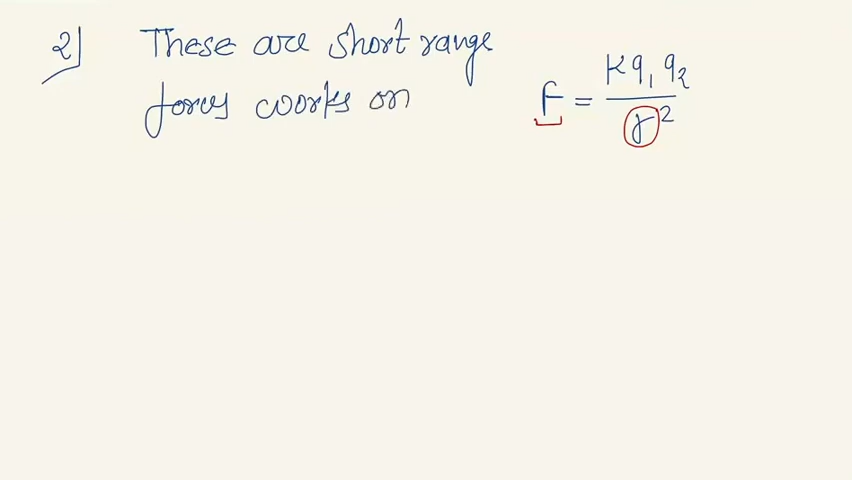 2) These are short range
forces works on
F = Kq₁q₂ / r²